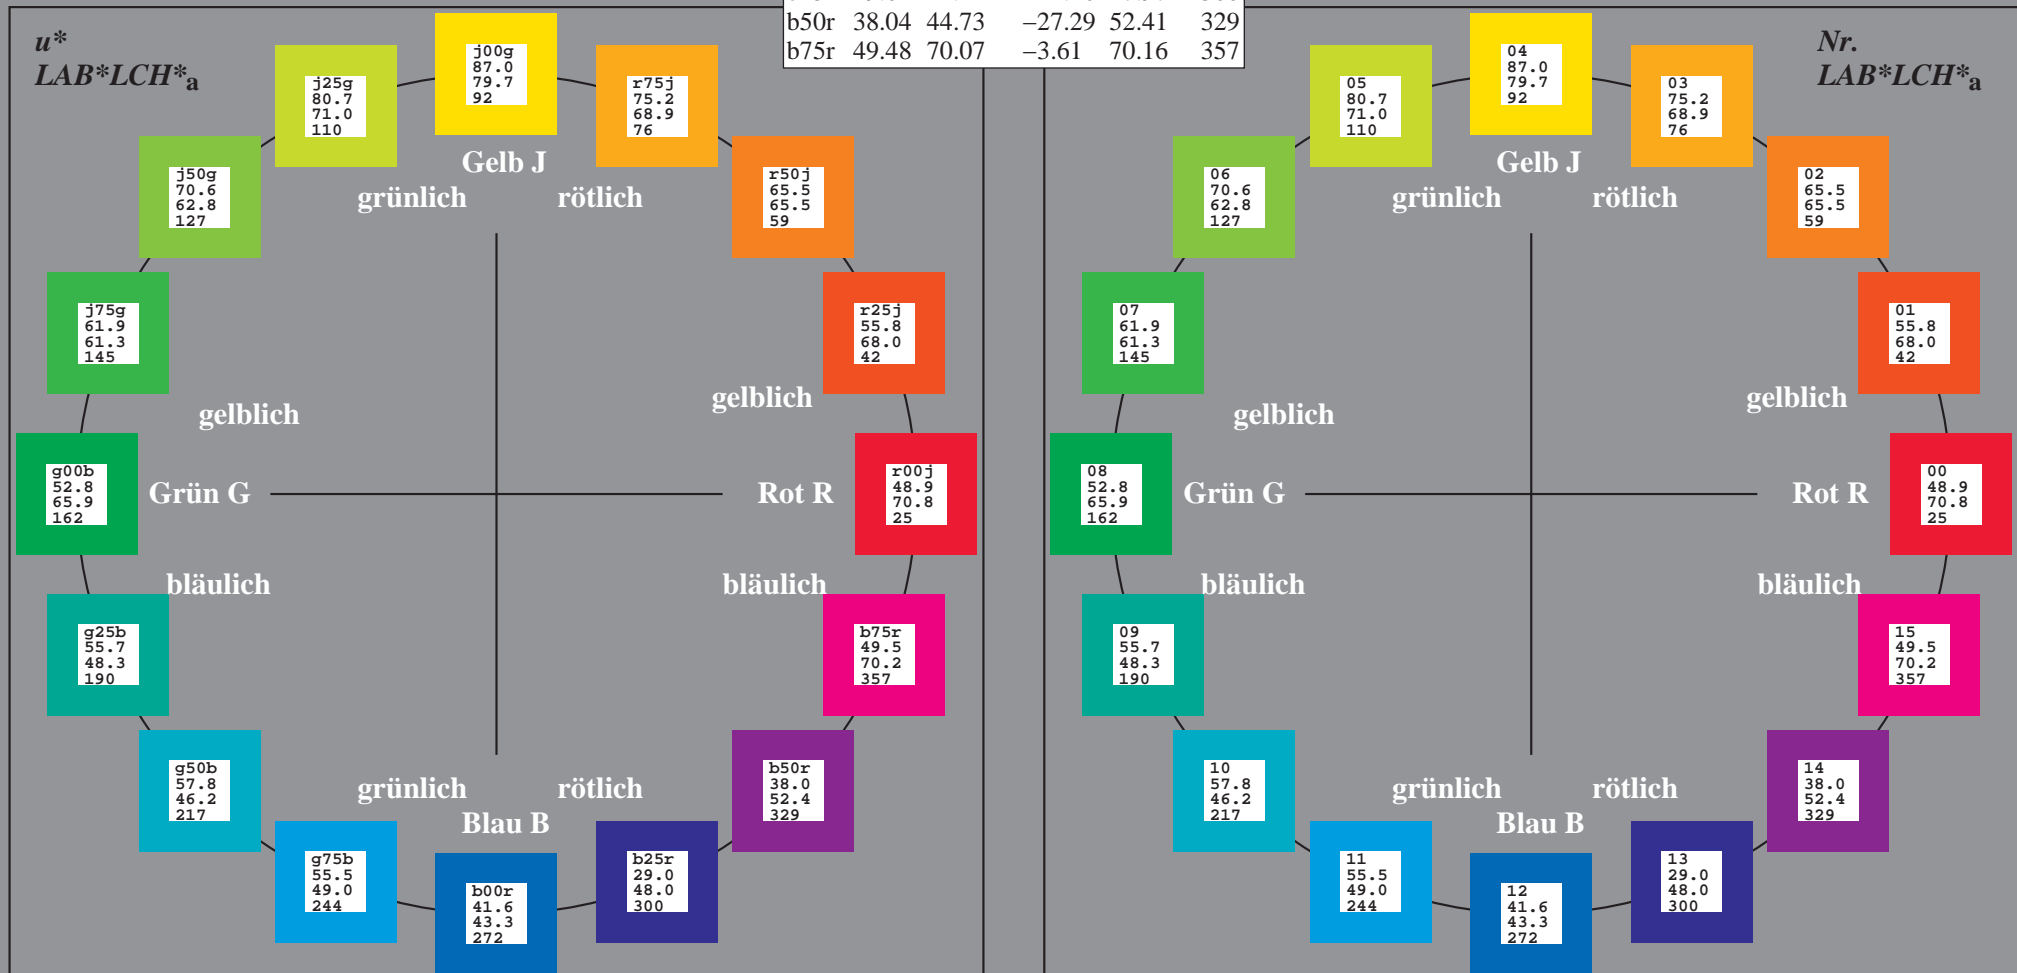 b50r 38.04 44.73 −27.29 52.41 329
b75r 49.48 70.07 −3.61 70.16 357
u*
LAB*LCH*a
j00g
87.0
79.7
92
j25g
80.7
71.0
110
r75j
75.2
68.9
76
j50g
70.6
62.8
127
r50j
65.5
65.5
59
Gelb J
grünlich rötlich
j75g
61.9
61.3
145
r25j
55.8
68.0
42
gelblich
gelblich
g00b
52.8
65.9
162
Grün G
Rot R
r00j
48.9
70.8
25
bläulich
bläulich
g25b
55.7
48.3
190
b75r
49.5
70.2
357
g50b
57.8
46.2
217
b50r
38.0
52.4
329
grünlich rötlich
Blau B
g75b
55.5
49.0
244
b00r
41.6
43.3
272
b25r
29.0
48.0
300
Nr.
LAB*LCH*a
04
87.0
79.7
92
05
80.7
71.0
110
03
75.2
68.9
76
06
70.6
62.8
127
02
65.5
65.5
59
Gelb J
grünlich rötlich
07
61.9
61.3
145
01
55.8
68.0
42
gelblich
gelblich
08
52.8
65.9
162
Grün G
Rot R
00
48.9
70.8
25
bläulich
bläulich
09
55.7
48.3
190
15
49.5
70.2
357
10
57.8
46.2
217
14
38.0
52.4
329
grünlich rötlich
Blau B
11
55.5
49.0
244
12
41.6
43.3
272
13
29.0
48.0
300